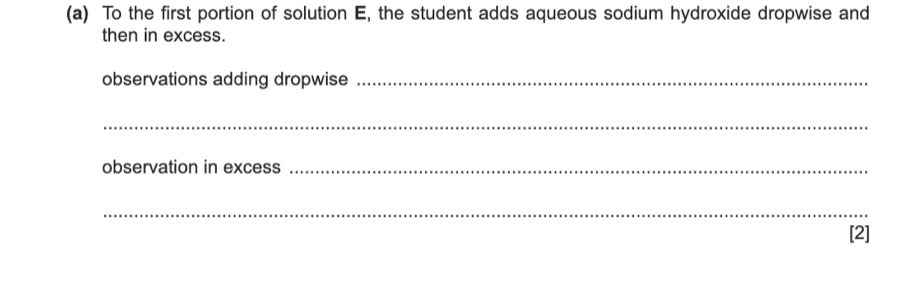 (a) To the first portion of solution E, the student adds aqueous sodium hydroxide dropwise and
then in excess.
observations adding dropwise ....................................................................................................
....................................................................................................................................................
observation in excess ................................................................................................................
....................................................................................................................................................
[2]